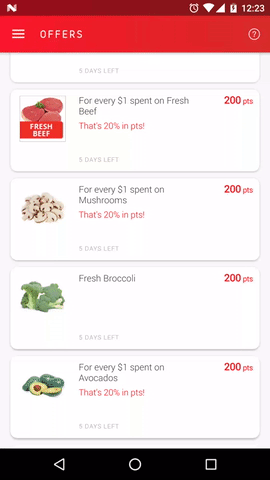 12:23
OFFERS
?
5 DAYS LEFT
For every $1 spent on Fresh
Beef
200 pts
That's 20% in pts!
FRESH
BEEF
5 DAYS LEFT
For every $1 spent on
Mushrooms
200 pts
That's 20% in pts!
5 DAYS LEFT
Fresh Broccoli
200 pts
5 DAYS LEFT
For every $1 spent on
Avocados
200 pts
That's 20% in pts!
5 DAYS LEFT